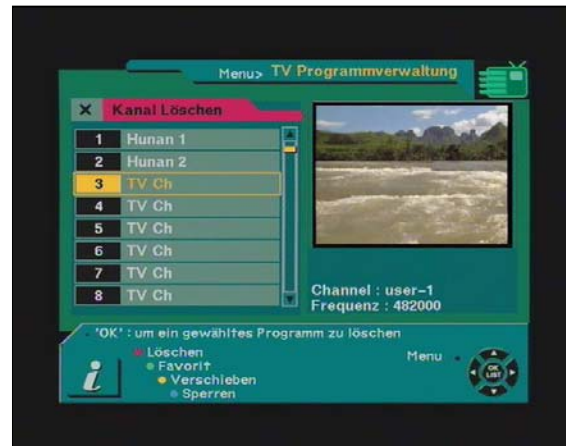 Menu> TV Programmverwaltung
X Kanal Löschen
1 Hunan 1
2 Hunan 2
3 TV Ch
4 TV Ch
5 TV Ch
6 TV Ch
7 TV Ch
8 TV Ch
Channel : user-1
Frequenz : 482000
'OK' : um ein gewähltes Programm zu löschen
Löschen
Favorit
Verschieben
Sperren
Menu
OK
LIST
i